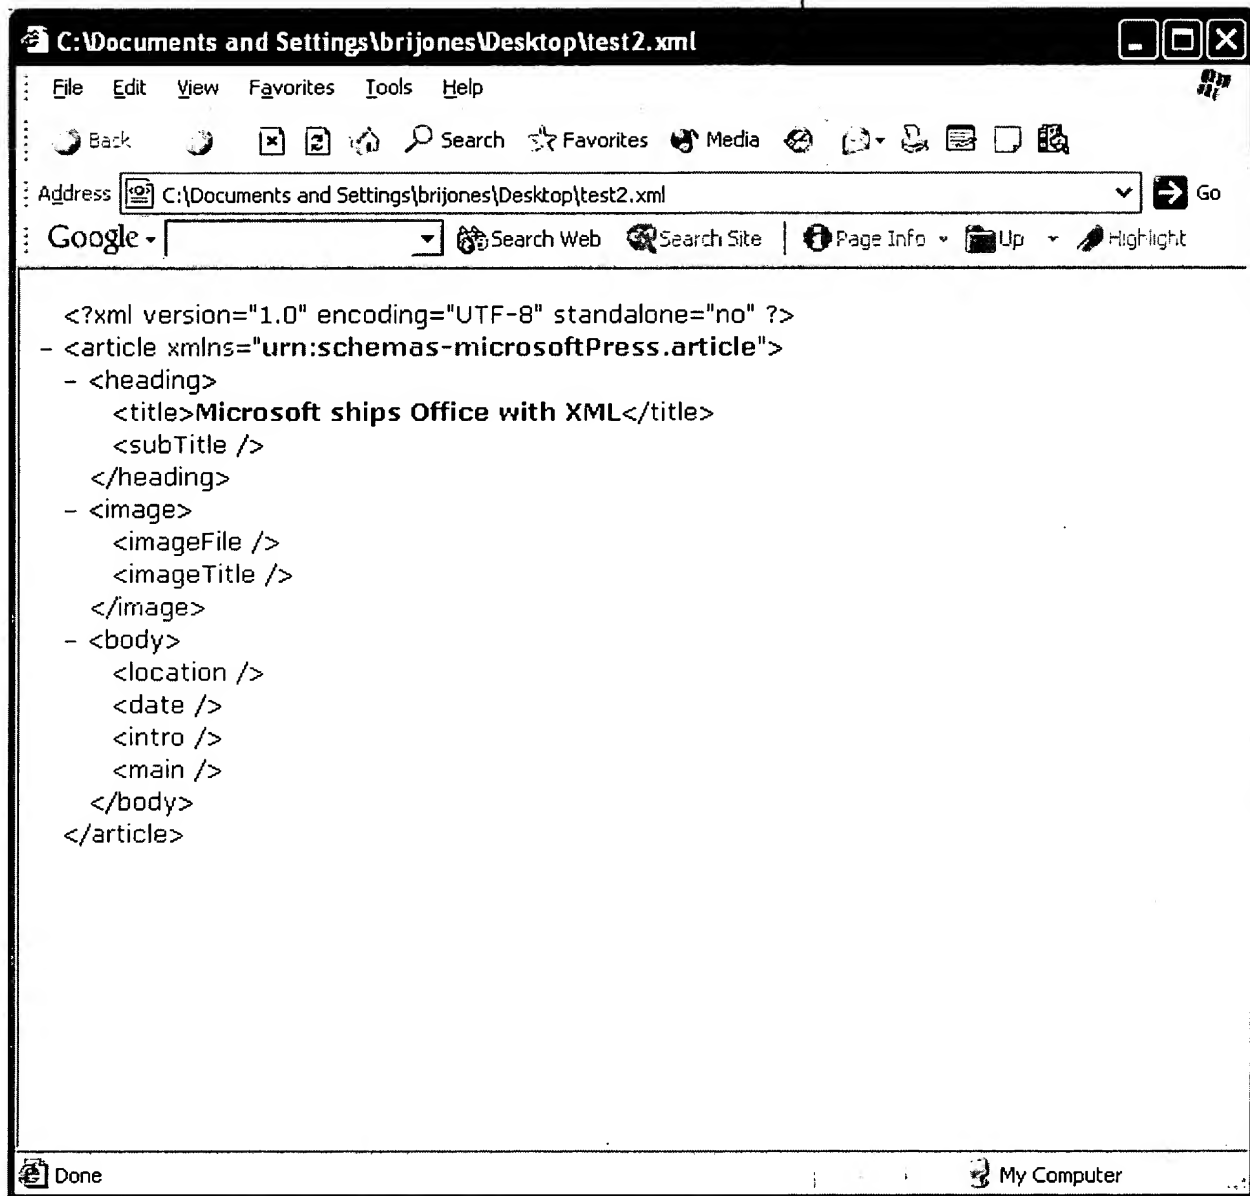 C:\Documents and Settings\brijones\Desktop\test2.xml
File Edit View Favorites Tools Help
Back Search Favorites Media
Address C:\Documents and Settings\brijones\Desktop\test2.xml Go
Google Search Web Search Site Page Info Up Highlight
<?xml version="1.0" encoding="UTF-8" standalone="no" ?>
- <article xmlns="urn:schemas-microsoftPress.article">
- <heading>
<title>Microsoft ships Office with XML</title>
<subTitle />
</heading>
- <image>
<imageFile />
<imageTitle />
</image>
- <body>
<location />
<date />
<intro />
<main />
</body>
</article>
Done My Computer